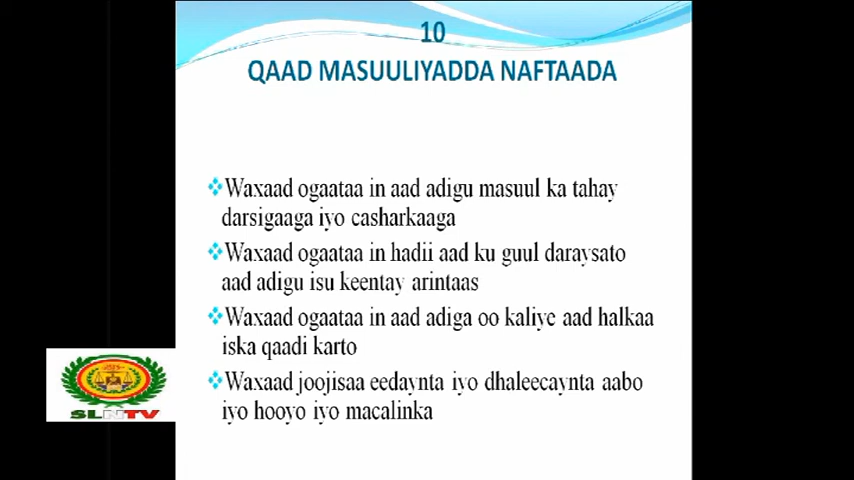 10
QAAD MASUULIYADDA NAFTAADA
Waxaad ogaataa in aad adigu masuul ka tahay
darsigaaga iyo casharkaaga
Waxaad ogaataa in hadii aad ku guul daraysato
aad adigu isu keentay arintaas
Waxaad ogaataa in aad adiga oo kaliye aad halkaa
iska qaadi karto
Waxaad joojisaa eedaynta iyo dhaleecaynta aabo
iyo hooyo iyo macalinka
SLNTV